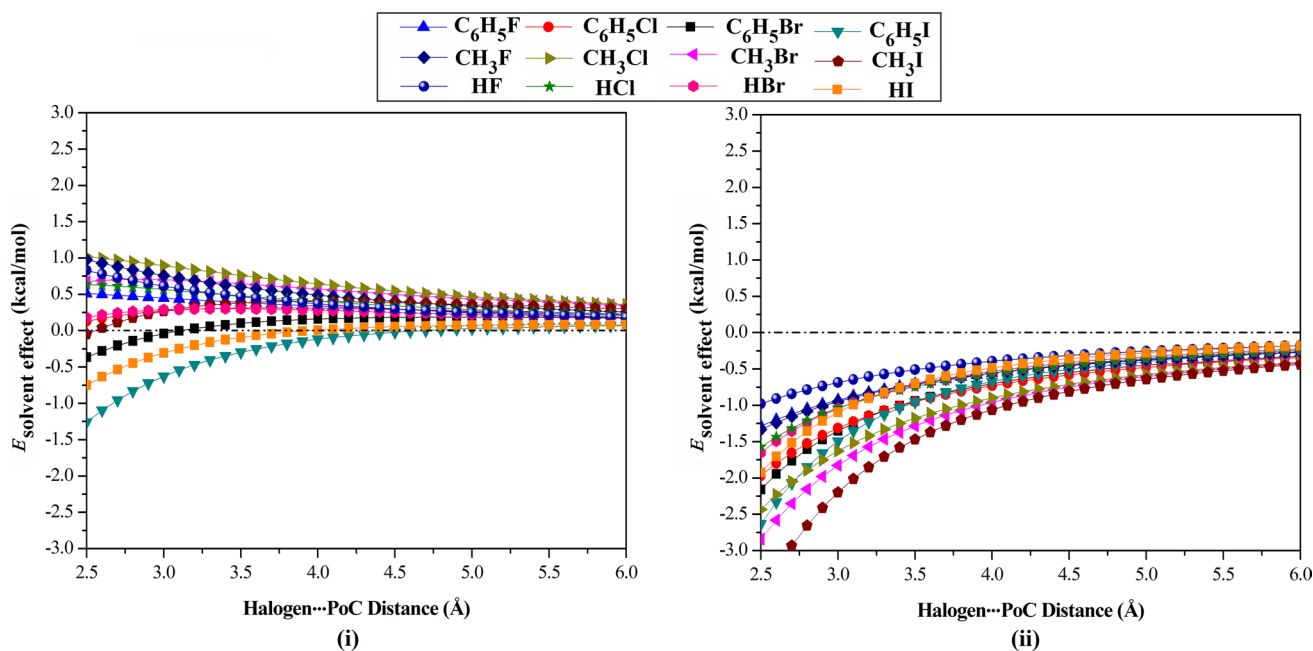 C₆H₅F C₆H₅Cl C₆H₅Br C₆H₅I
CH₃F CH₃Cl CH₃Br CH₃I
HF HCl HBr HI
3.0 3.0
2.5 2.5
2.0 2.0
1.5 1.5
1.0 1.0
0.5 0.5
0.0 0.0
-0.5 -0.5
-1.0 -1.0
-1.5 -1.5
-2.0 -2.0
-2.5 -2.5
-3.0 -3.0
E solvent effect (kcal/mol) E solvent effect (kcal/mol)
2.5 3.0 3.5 4.0 4.5 5.0 5.5 6.0 2.5 3.0 3.5 4.0 4.5 5.0 5.5 6.0
Halogen···PoC Distance (Å) Halogen···PoC Distance (Å)
(i) (ii)